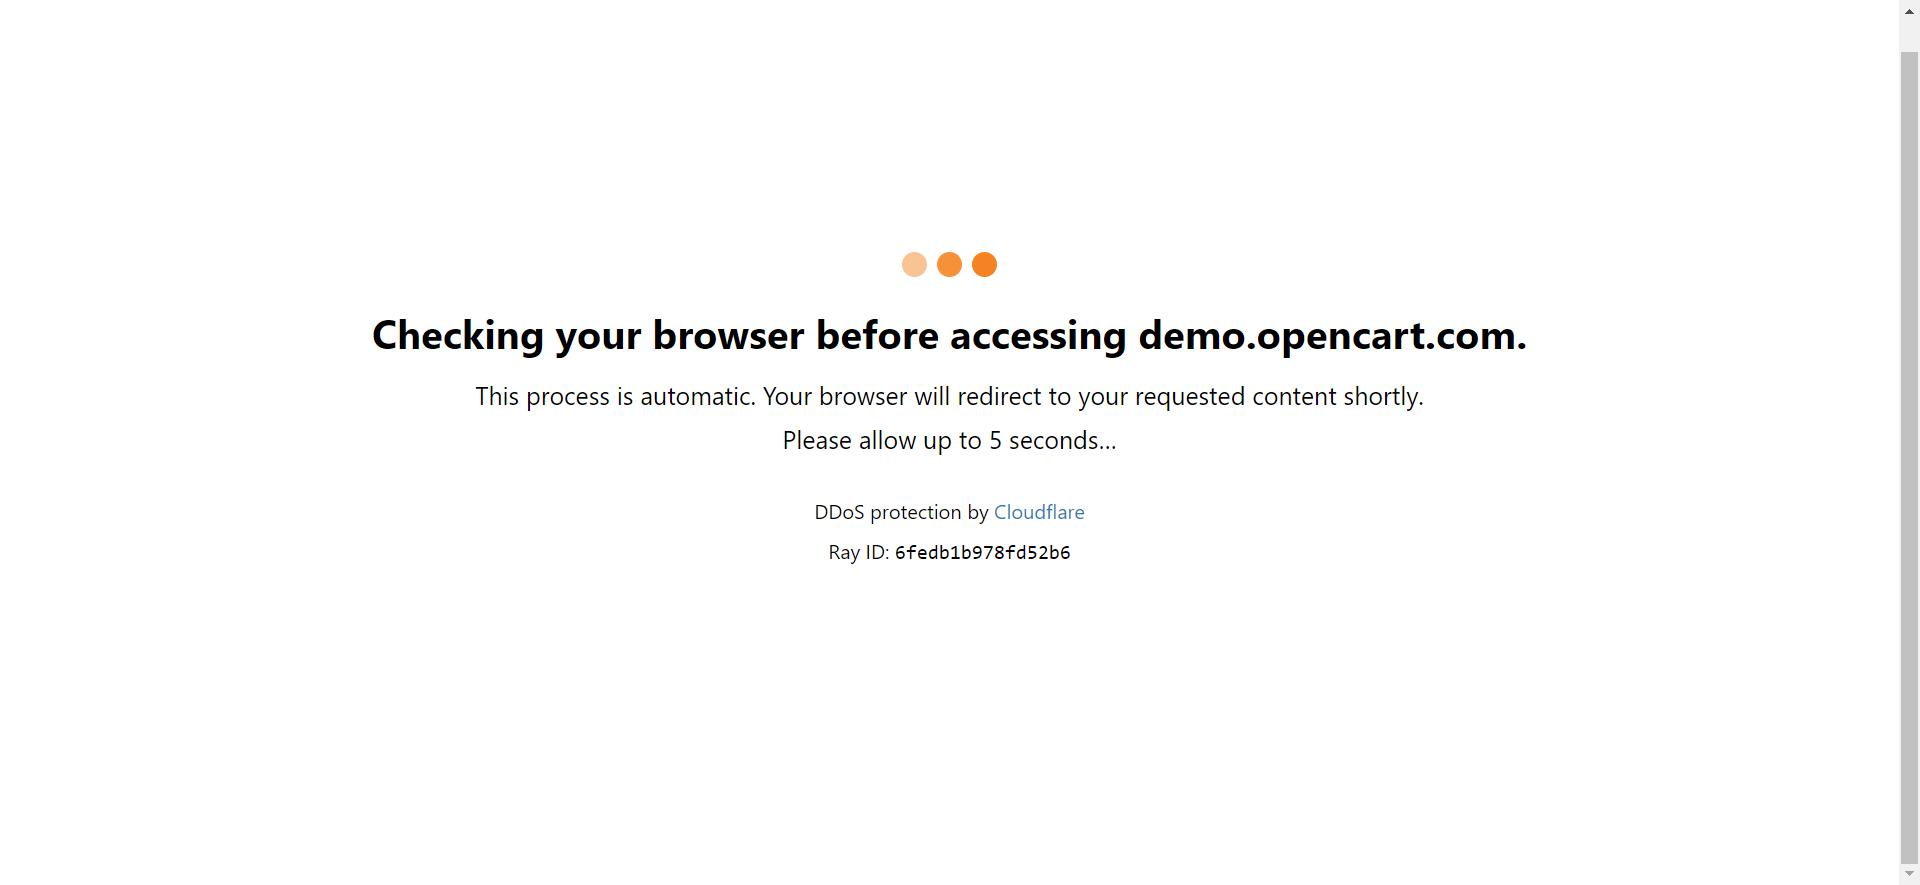 Checking your browser before accessing demo.opencart.com.
This process is automatic. Your browser will redirect to your requested content shortly.
Please allow up to 5 seconds...
DDoS protection by Cloudflare
Ray ID: 6fedb1b978fd52b6